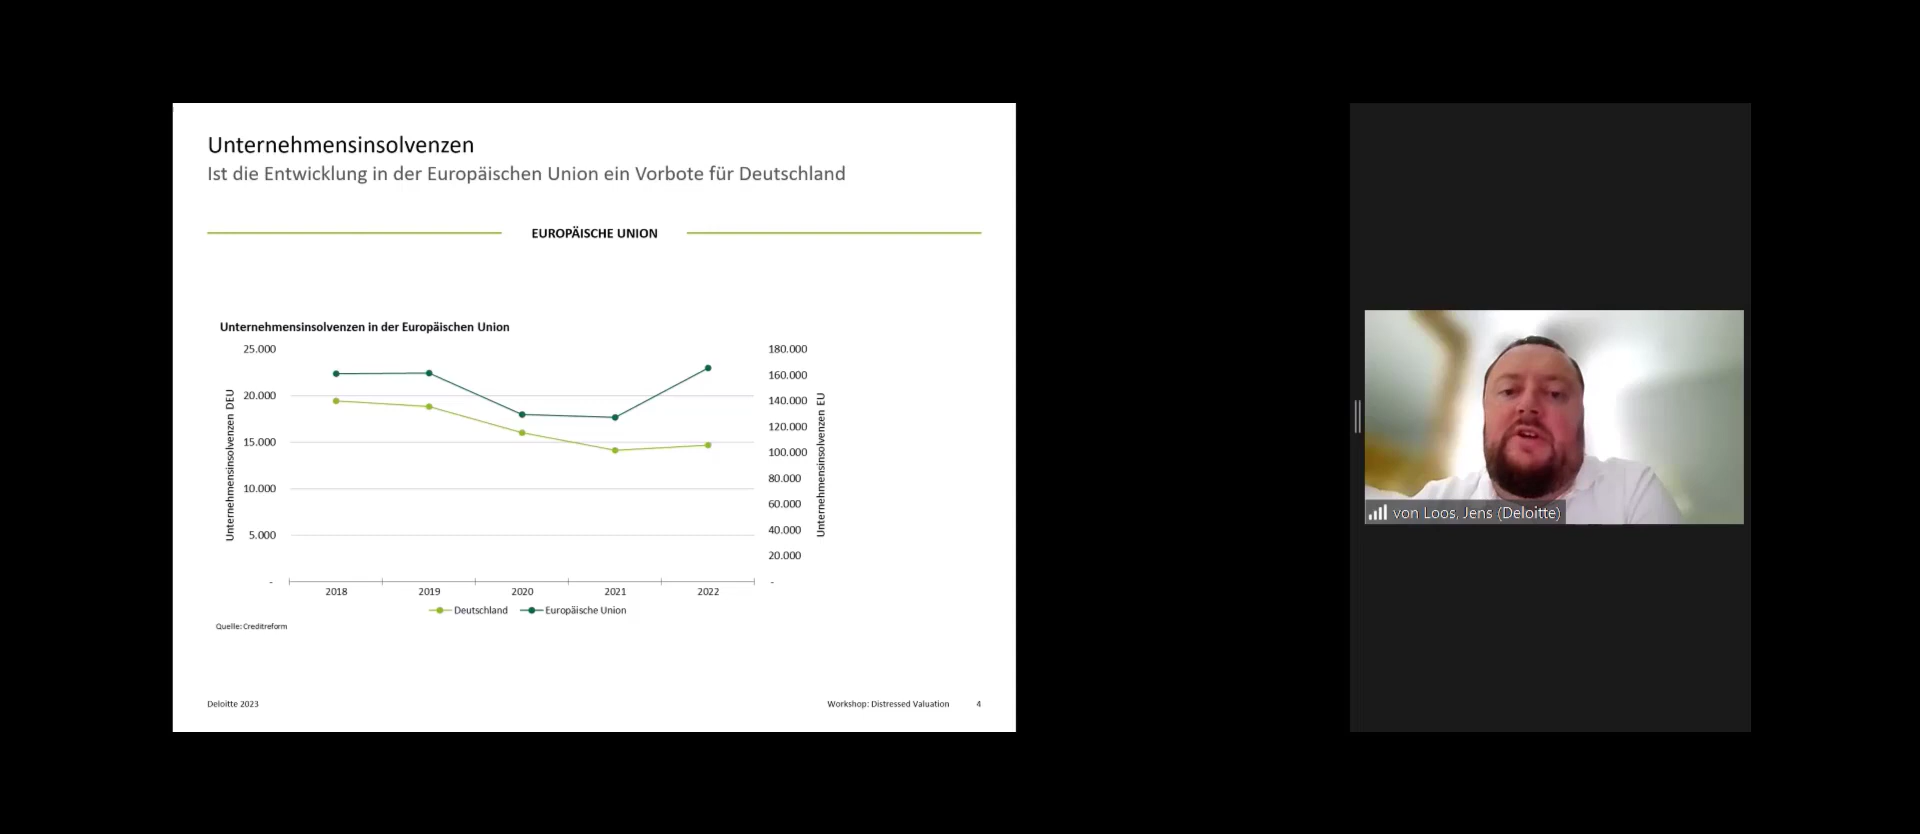 Unternehmensinsolvenzen
Ist die Entwicklung in der Europäischen Union ein Vorbote für Deutschland
EUROPÄISCHE UNION
Unternehmensinsolvenzen in der Europäischen Union
Unternehmensinsolvenzen DEU
25.000
20.000
15.000
10.000
5.000
-
180.000
160.000
140.000
120.000
100.000
80.000
60.000
40.000
20.000
-
Unternehmensinsolvenzen EU
2018 2019 2020 2021 2022
Deutschland Europäische Union
Quelle: Creditreform
Deloitte 2023
Workshop: Distressed Valuation 4
von Loos, Jens (Deloitte)